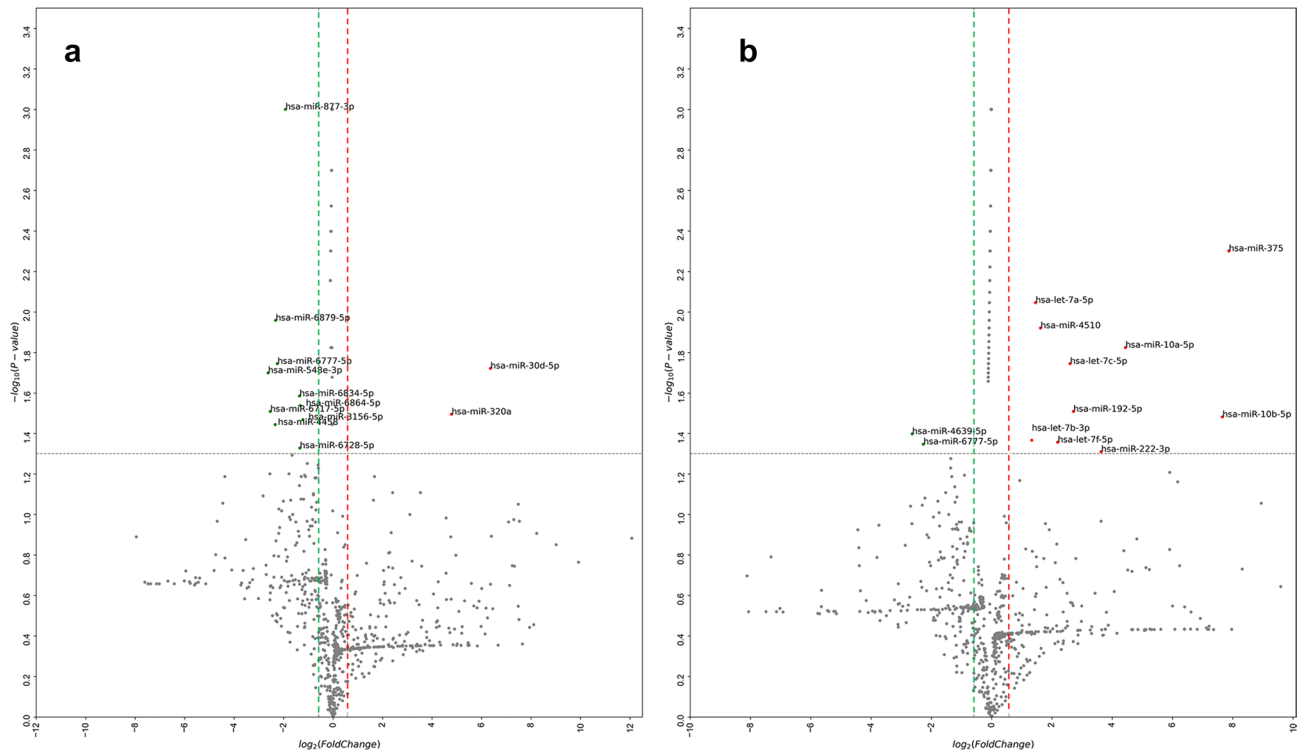 a
3.4
3.2
3.0
2.8
2.6
2.4
2.2
2.0
1.8
1.6
1.4
1.2
1.0
0.8
0.6
0.4
0.2
0.0
−log10(P − value)
hsa-miR-877-3p
hsa-miR-6879-5p
hsa-miR-6777-5p
hsa-miR-548e-3p
hsa-miR-30d-5p
hsa-miR-6834-5p
hsa-miR-6864-5p
hsa-miR-6717-5p
hsa-miR-320a
hsa-miR-3156-5p
hsa-miR-4458
hsa-miR-6728-5p
-12
-10
-8
-6
-4
-2
0
2
4
6
8
10
12
log2(FoldChange)
b
3.4
3.2
3.0
2.8
2.6
2.4
2.2
2.0
1.8
1.6
1.4
1.2
1.0
0.8
0.6
0.4
0.2
0.0
−log10(P − value)
hsa-miR-375
hsa-let-7a-5p
hsa-miR-4510
hsa-miR-10a-5p
hsa-let-7c-5p
hsa-miR-192-5p
hsa-miR-10b-5p
hsa-let-7b-3p
hsa-miR-4639-5p
hsa-let-7f-5p
hsa-miR-6777-5p
hsa-miR-222-3p
-10
-8
-6
-4
-2
0
2
4
6
8
10
log2(FoldChange)